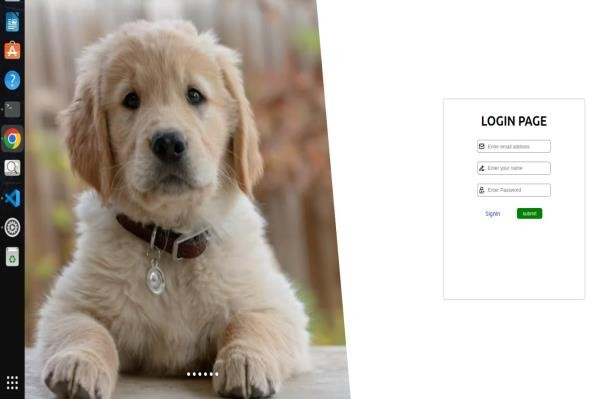 LOGIN PAGE
Enter email address
Enter your name
Enter Password
Signin submit